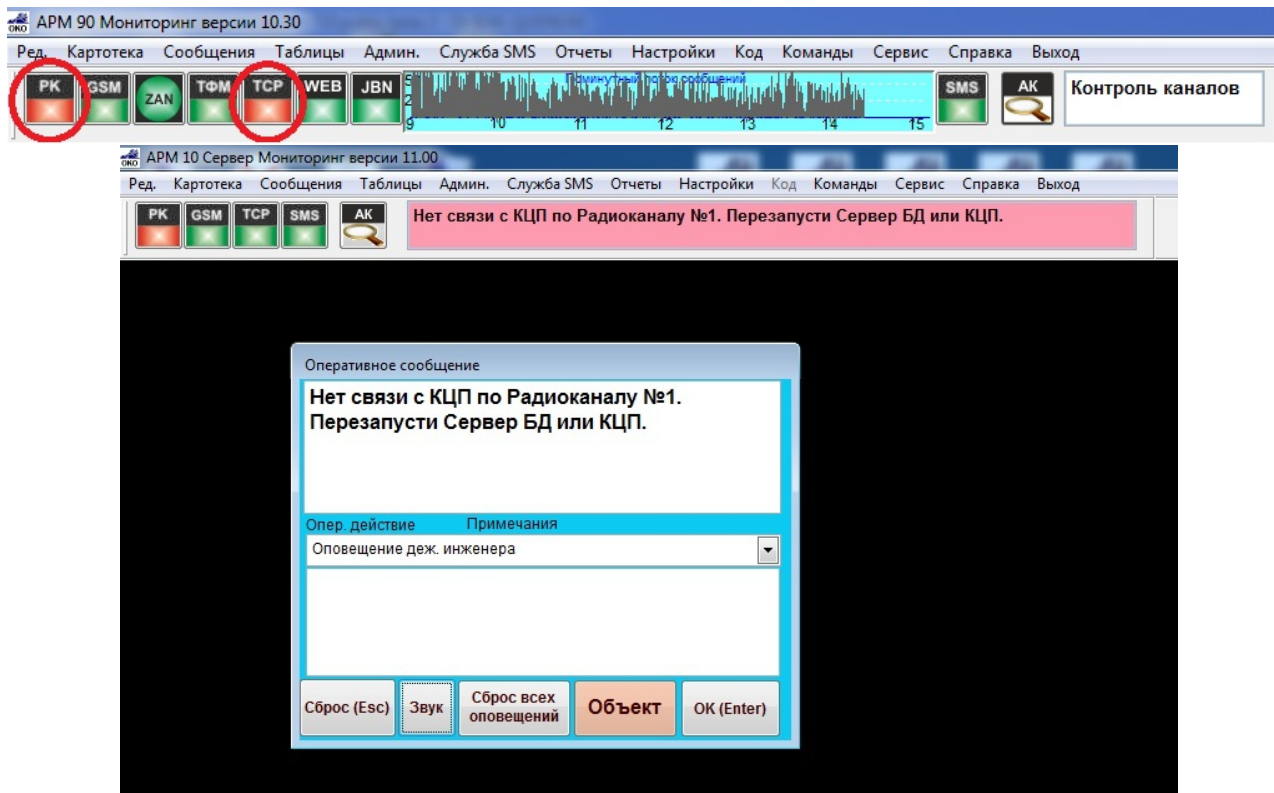 око АРМ 90 Мониторинг версии 10.30
Ред. Картотека Сообщения Таблицы Админ. Служба SMS Отчеты Настройки Код Команды Сервис Справка Выход
РК GSM ZAN ТФМ TCP WEB JBN
5
2
Поминутный поток сообщений
9 10 11 12 13 14 15
SMS АК Контроль каналов
око АРМ 10 Сервер Мониторинг версии 11.00
Ред. Картотека Сообщения Таблицы Админ. Служба SMS Отчеты Настройки Код Команды Сервис Справка Выход
РК GSM TCP SMS АК Нет связи с КЦП по Радиоканалу №1. Перезапусти Сервер БД или КЦП.
Оперативное сообщение
Нет связи с КЦП по Радиоканалу №1.
Перезапусти Сервер БД или КЦП.
Опер. действие Примечания
Оповещение деж. инженера
Сброс (Esc) Звук Сброс всех оповещений Объект OK (Enter)